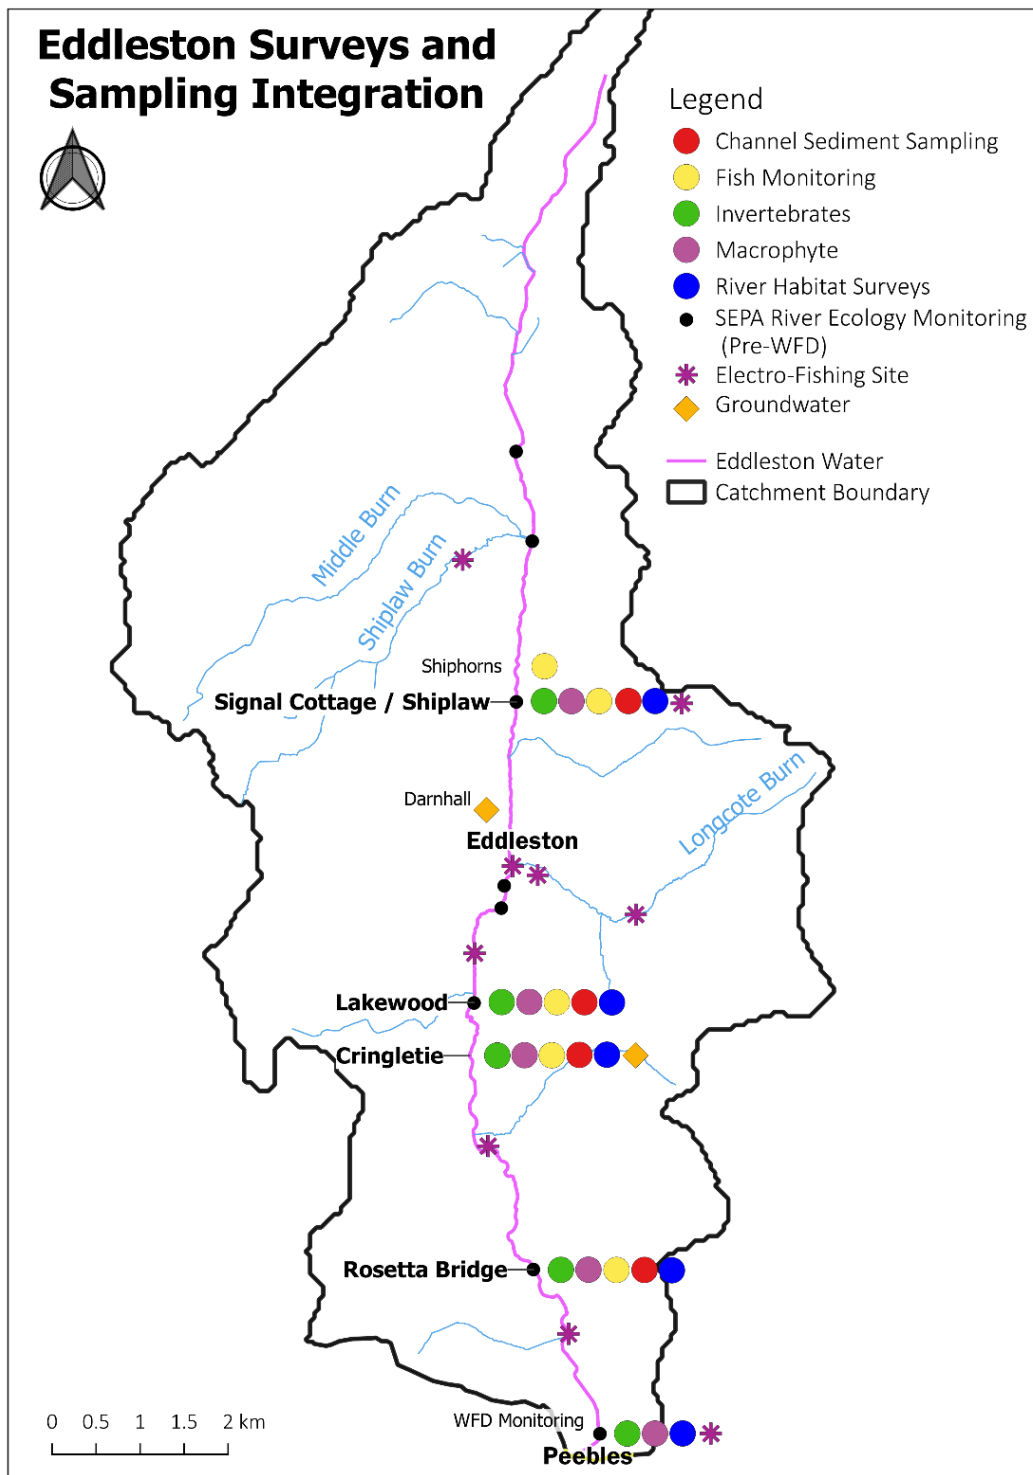 Eddleston Surveys and
Sampling Integration
Legend
Channel Sediment Sampling
Fish Monitoring
Invertebrates
Macrophyte
River Habitat Surveys
SEPA River Ecology Monitoring
(Pre-WFD)
Electro-Fishing Site
Groundwater
Eddleston Water
Catchment Boundary
Middle Burn
Shiplaw Burn
Shiphorns
Signal Cottage / Shiplaw
Longcote Burn
Darnhall
Eddleston
Lakewood
Cringletie
Rosetta Bridge
0 0.5 1 1.5 2 km
WFD Monitoring
Peebles